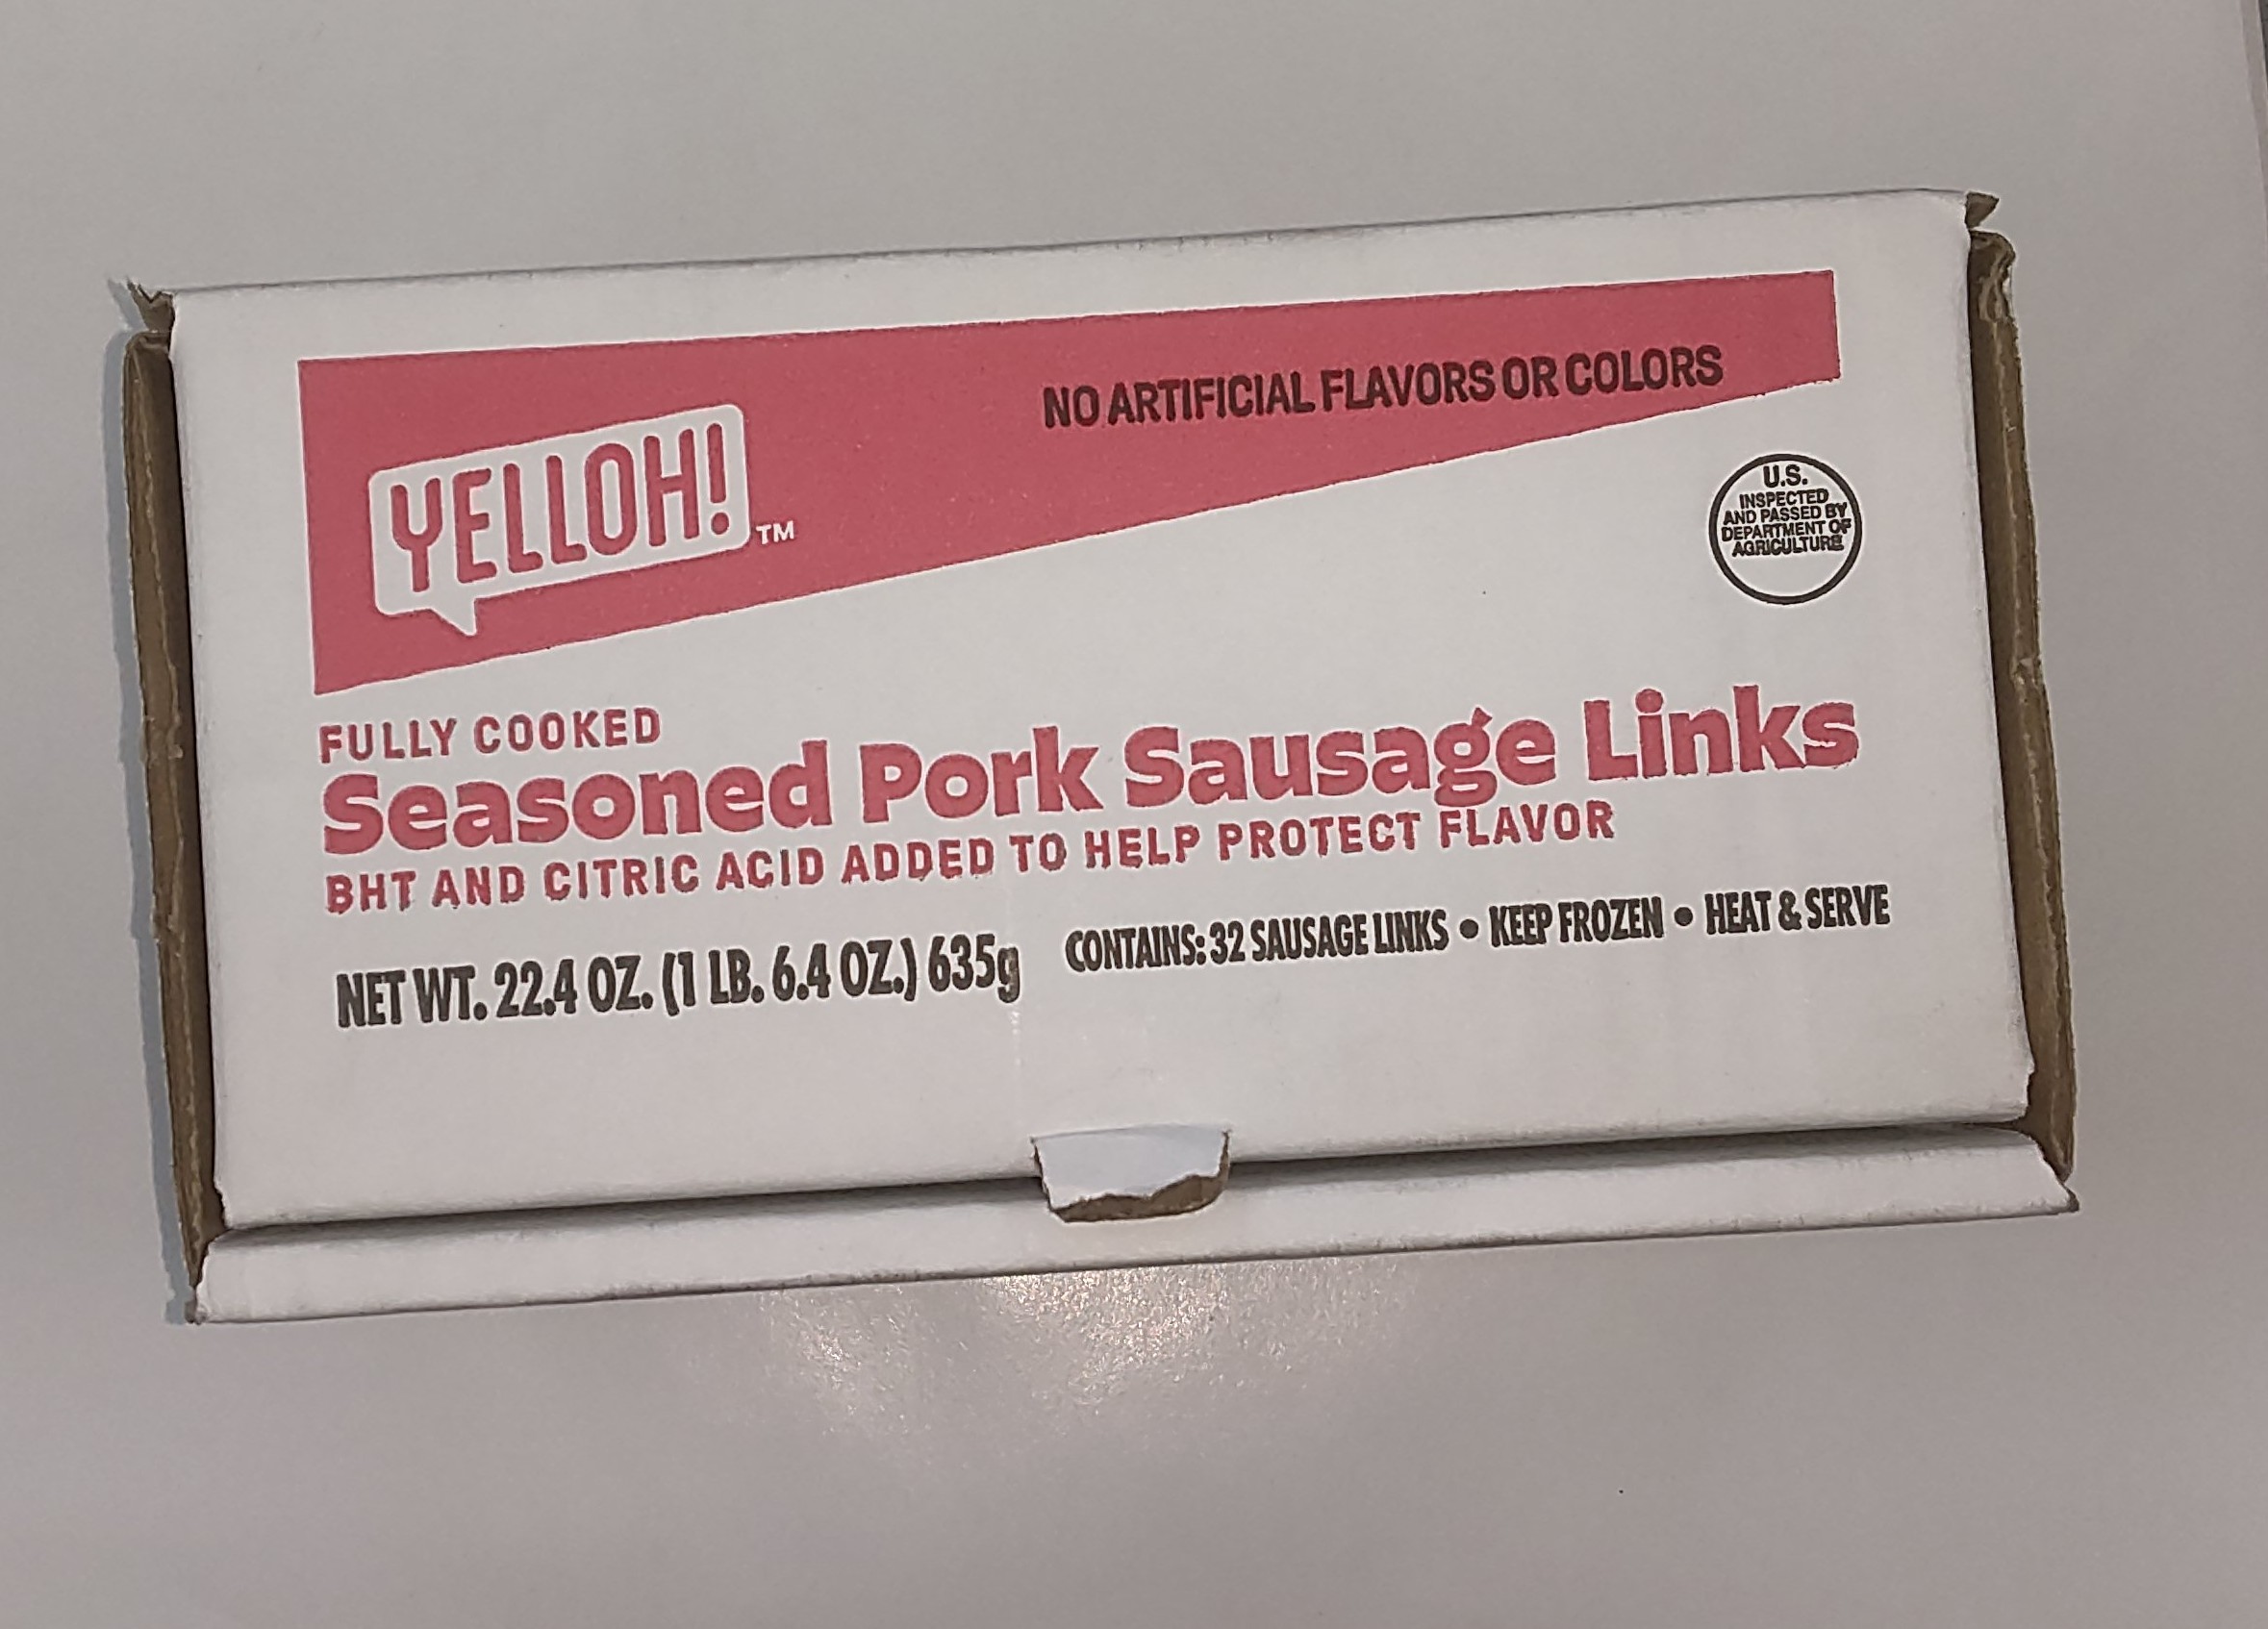 NO ARTIFICIAL FLAVORS OR COLORS
YELLOH!
TM
U.S.
INSPECTED
AND PASSED BY
DEPARTMENT OF
AGRICULTURE
FULLY COOKED
Seasoned Pork Sausage Links
BHT AND CITRIC ACID ADDED TO HELP PROTECT FLAVOR
NET WT. 22.4 OZ. (1 LB. 6.4 OZ.) 635g CONTAINS: 32 SAUSAGE LINKS • KEEP FROZEN • HEAT & SERVE